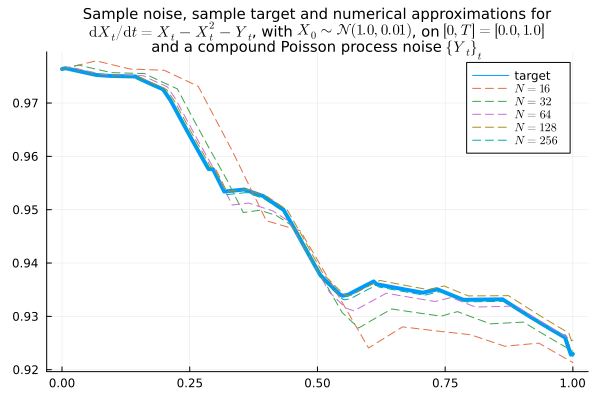 Sample noise, sample target and numerical approximations for
dX_t/dt = X_t − X_t^2 − Y_t, with X_0 ∼ 𝒩(1.0, 0.01), on [0, T] = [0.0, 1.0]
and a compound Poisson process noise {Y_t}_t
target
N = 16
N = 32
N = 64
N = 128
N = 256
0.97
0.96
0.95
0.94
0.93
0.92
0.00 0.25 0.50 0.75 1.00